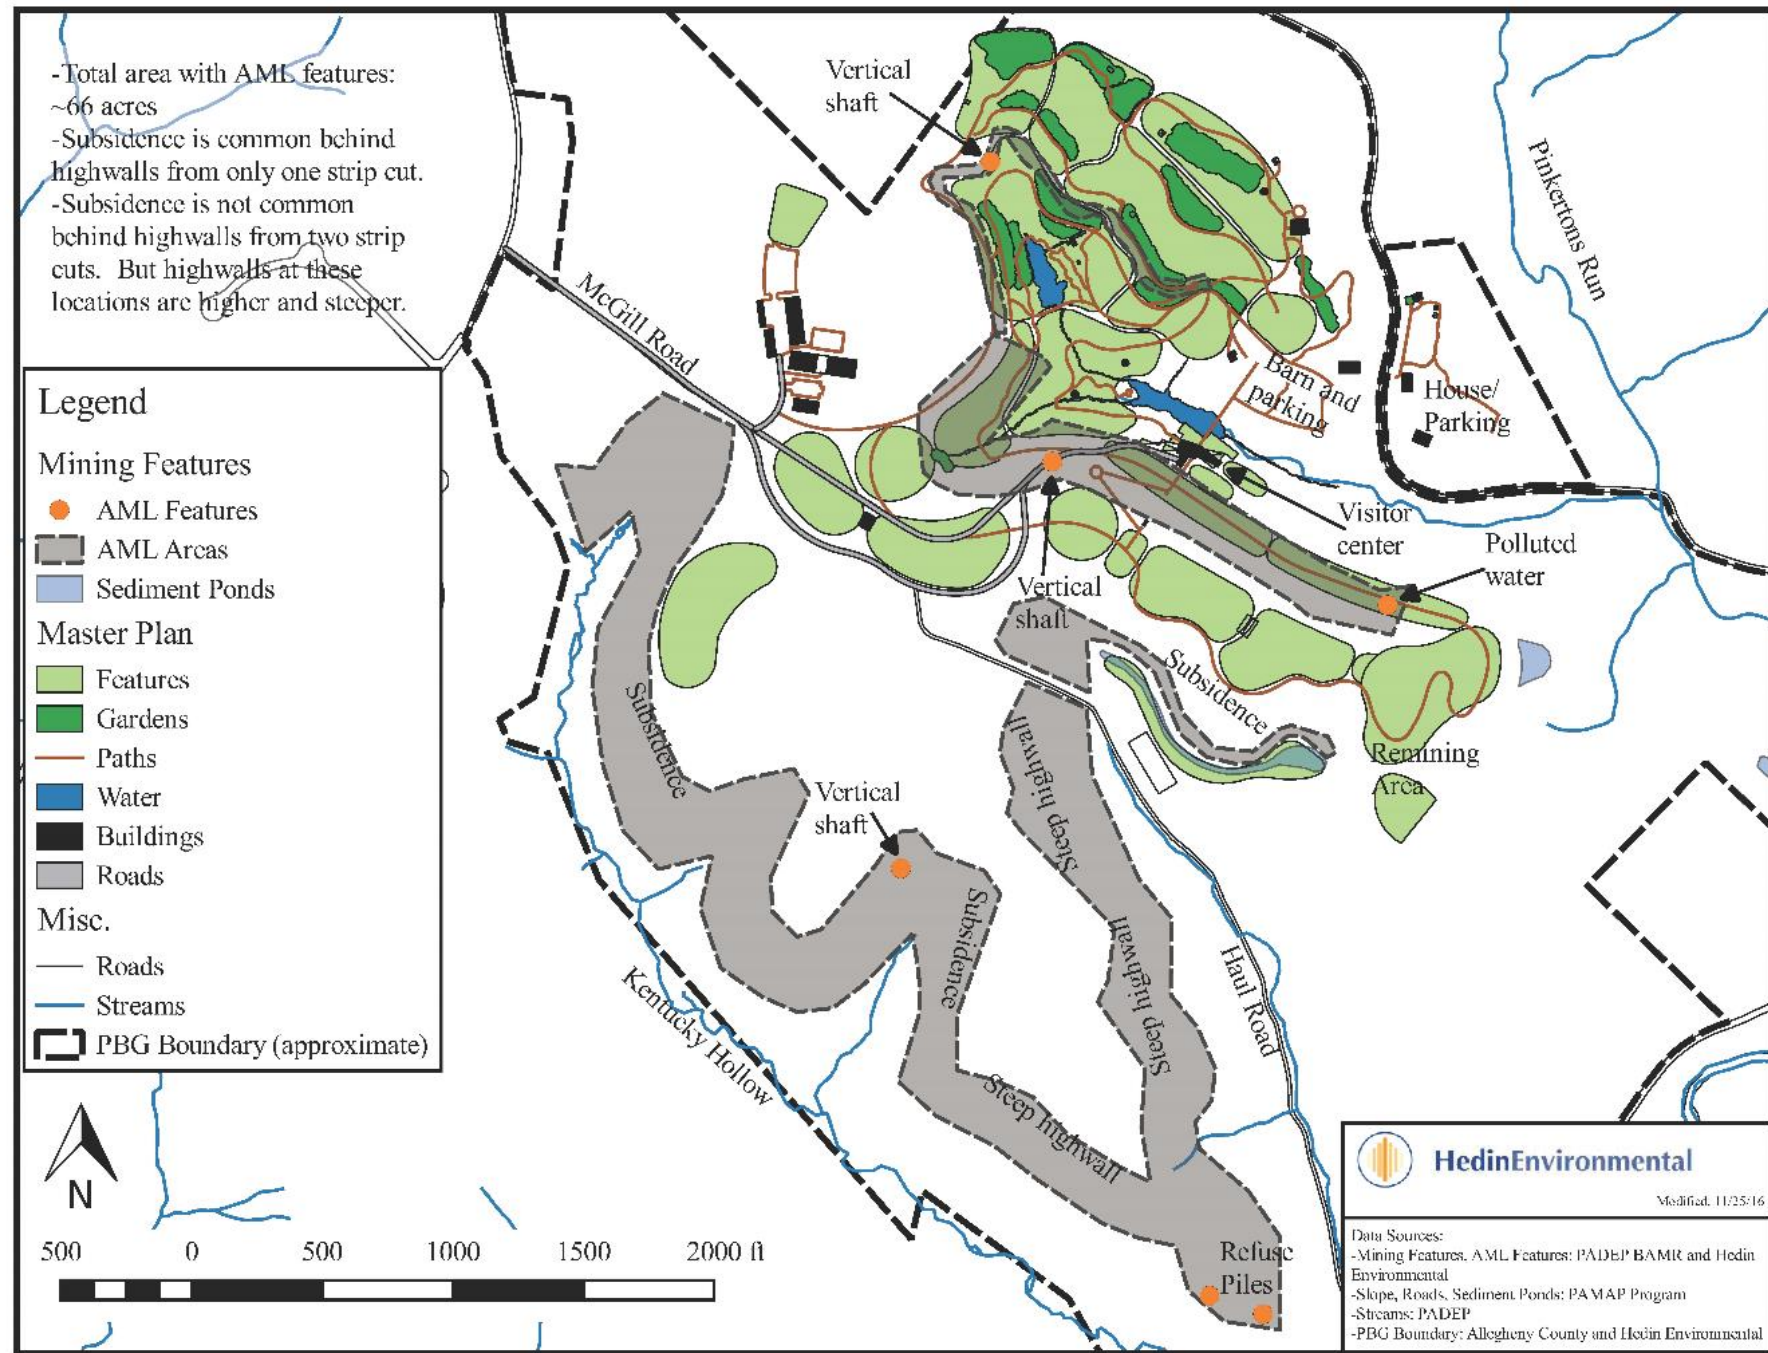 -Total area with AML features:
~66 acres
-Subsidence is common behind
highwalls from only one strip cut.
-Subsidence is not common
behind highwalls from two strip
cuts.  But highwalls at these
locations are higher and steeper.
Vertical
shaft
Pinkertons Run
McGill Road
Barn and
parking
House/
Parking
Visitor
center
Polluted
water
Vertical
shaft
Subsidence
Remining
Area
Subsidence
Steep highwall
Steep highwall
Vertical
shaft
Subsidence
Steep highwall
Steep highwall
Haul Road
Kentucky Hollow
Steep highwall
Refuse
Piles
Legend
Mining Features
AML Features
AML Areas
Sediment Ponds
Master Plan
Features
Gardens
Paths
Water
Buildings
Roads
Misc.
Roads
Streams
PBG Boundary (approximate)
N
500 0 500 1000 1500 2000 ft
HedinEnvironmental
Modified: 11/25/16
Data Sources:
-Mining Features, AML Features: PADEP BAMR and Hedin
Environmental
-Slope, Roads, Sediment Ponds: PAMAP Program
-Streams: PADEP
-PBG Boundary: Allegheny County and Hedin Environmental